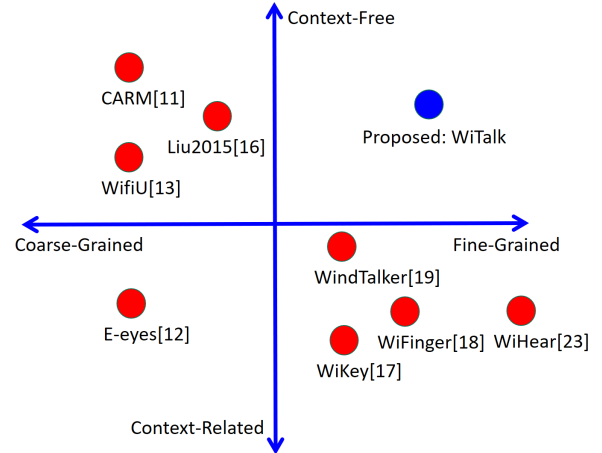 Context-Free
CARM[11]
Proposed: WiTalk
Liu2015[16]
WifiU[13]
Coarse-Grained
Fine-Grained
WindTalker[19]
E-eyes[12]
WiFinger[18]
WiHear[23]
WiKey[17]
Context-Related